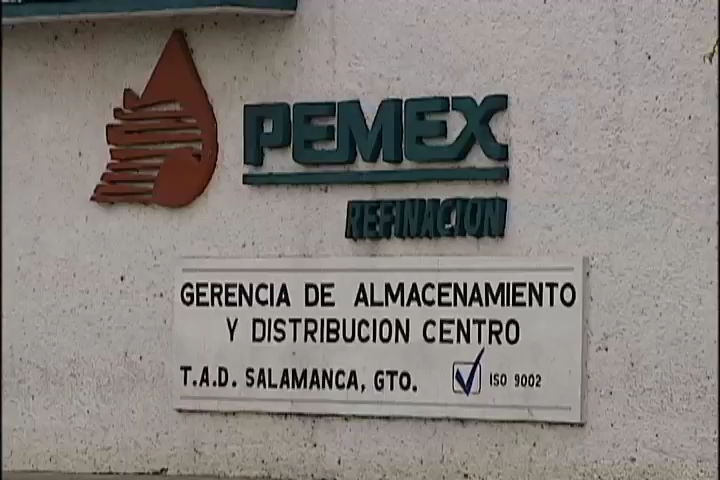 PEMEX
REFINACION
GERENCIA DE ALMACENAMIENTO
Y DISTRIBUCION CENTRO
T.A.D. SALAMANCA, GTO. ISO 9002